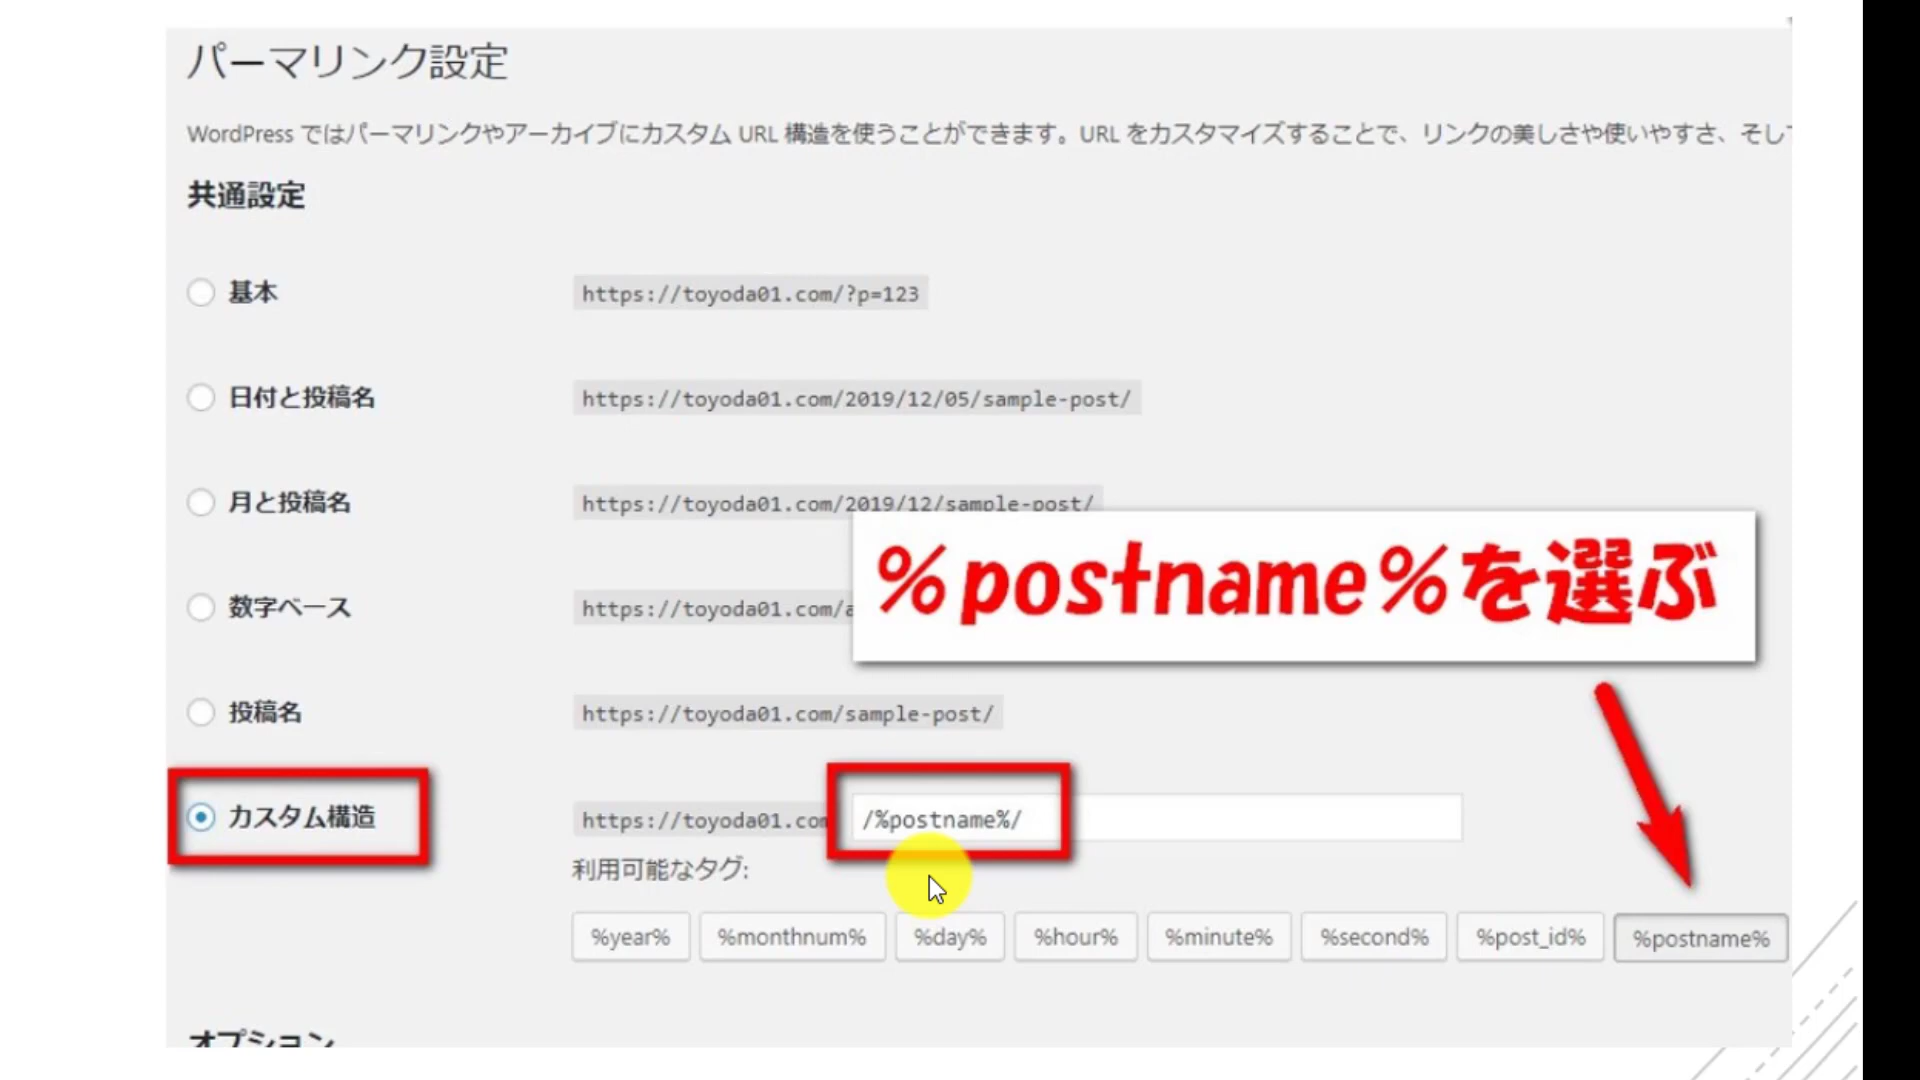 パーマリンク設定
WordPress ではパーマリンクやアーカイブにカスタム URL 構造を使うことができます。URL をカスタマイズすることで、リンクの美しさや使いやすさ、そし
共通設定
基本 https://toyoda01.com/?p=123
日付と投稿名 https://toyoda01.com/2019/12/05/sample-post/
月と投稿名 https://toyoda01.com/2019/12/sample-post/
%postname%を選ぶ
数字ベース https://toyoda01.com/a
投稿名 https://toyoda01.com/sample-post/
カスタム構造 https://toyoda01.com /%postname%/
利用可能なタグ:
%year% %monthnum% %day% %hour% %minute% %second% %post_id% %postname%
オプション